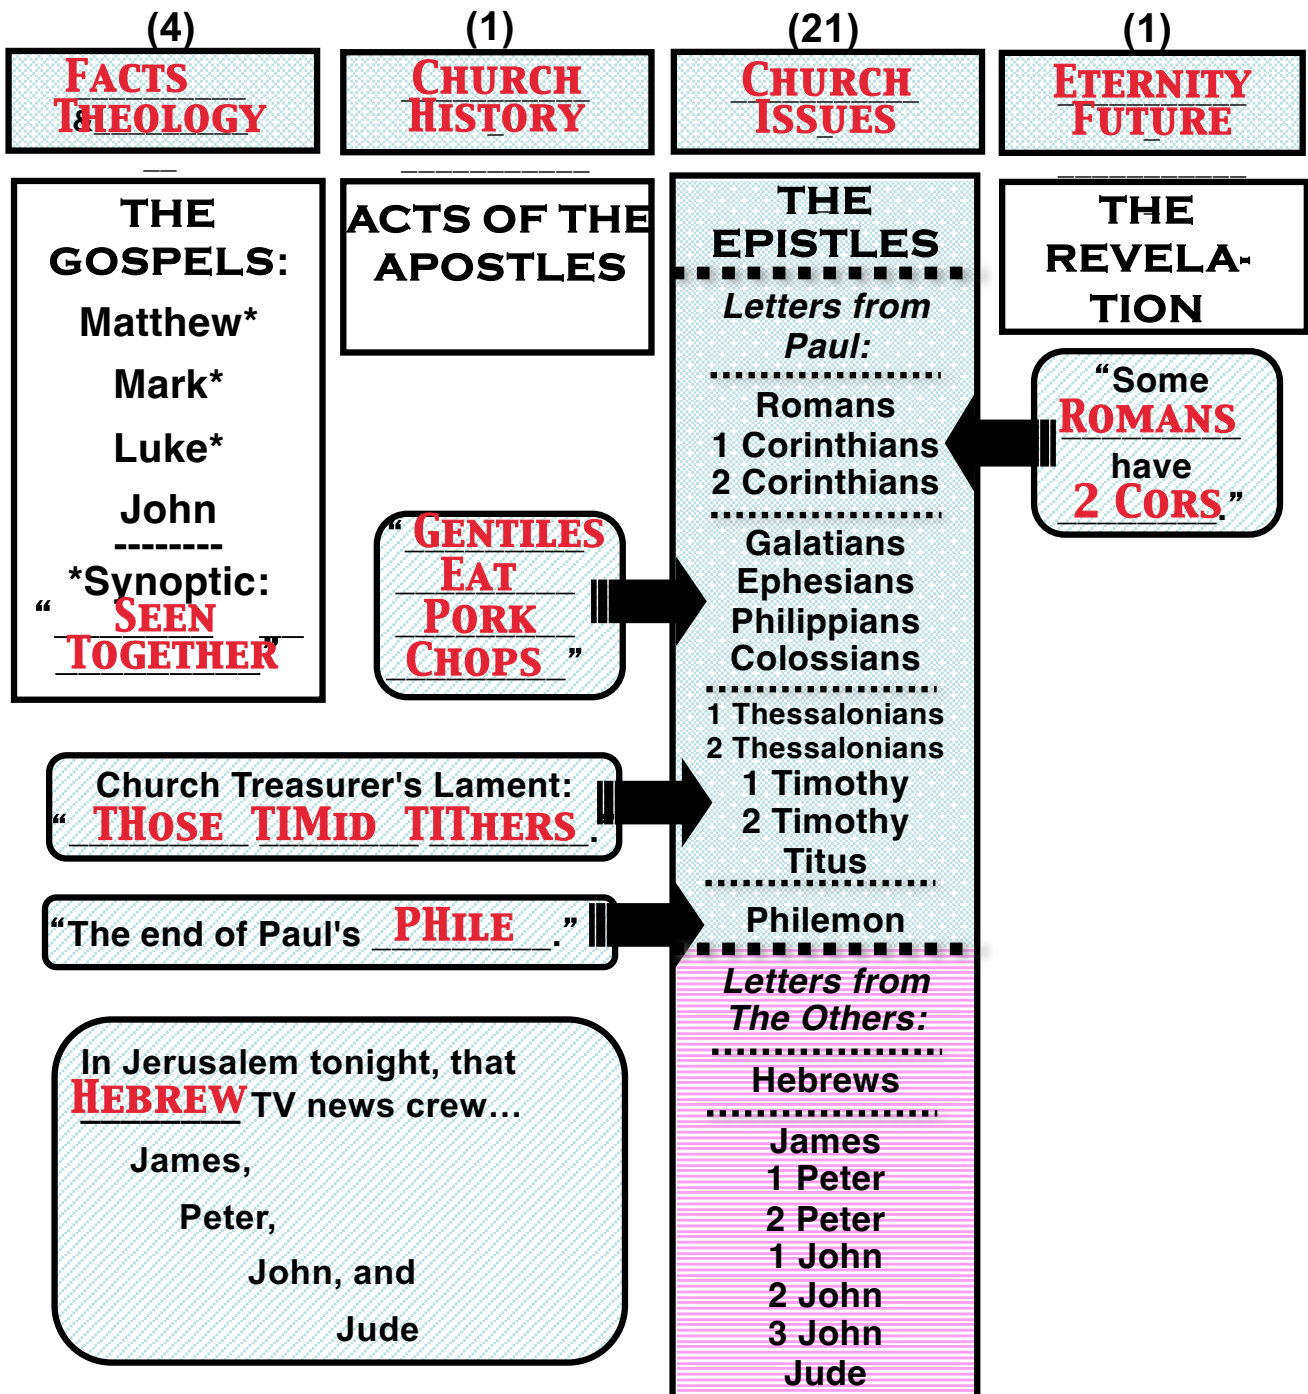 (4)
FACTS
& THEOLOGY
THE
GOSPELS:
Matthew*
Mark*
Luke*
John
--------
*Synoptic:
“ SEEN
TOGETHER ”
(1)
CHURCH
HISTORY
ACTS OF THE
APOSTLES
“ GENTILES
EAT
PORK
CHOPS ”
Church Treasurer's Lament:
“ THOSE TIMID TITHERS .”
“The end of Paul's PHILE .”
In Jerusalem tonight, that
HEBREW TV news crew…
James,
Peter,
John, and
Jude
(21)
CHURCH
ISSUES
THE
EPISTLES
Letters from
Paul:
Romans
1 Corinthians
2 Corinthians
Galatians
Ephesians
Philippians
Colossians
1 Thessalonians
2 Thessalonians
1 Timothy
2 Timothy
Titus
Philemon
Letters from
The Others:
Hebrews
James
1 Peter
2 Peter
1 John
2 John
3 John
Jude
(1)
ETERNITY
FUTURE
THE
REVELA-
TION
“Some
ROMANS
have
2 CORS.”